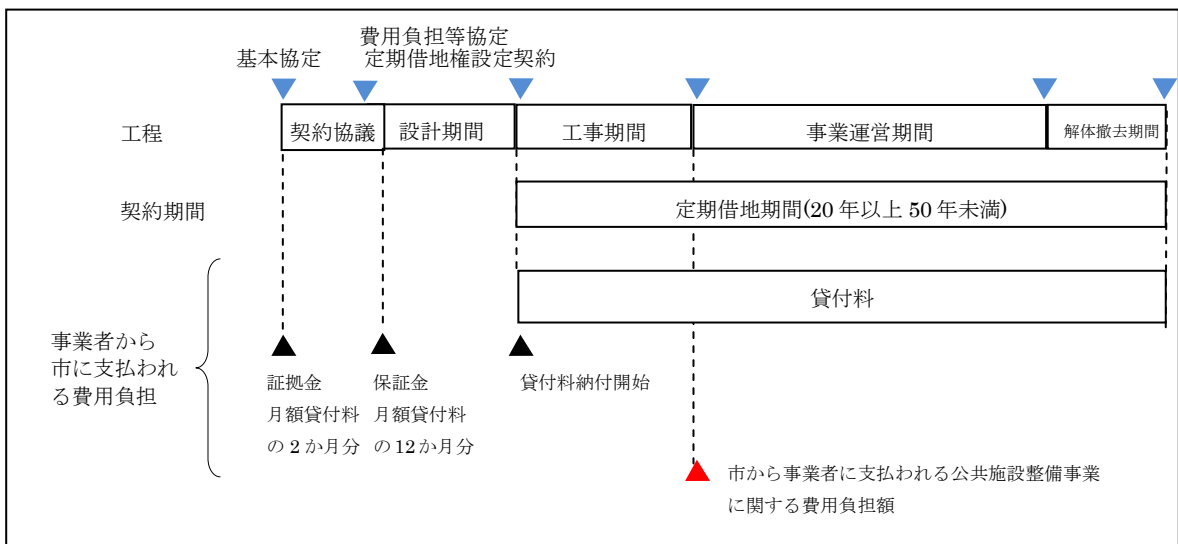 費用負担等協定
基本協定
定期借地権設定契約
工程
契約協議
設計期間
工事期間
事業運営期間
解体撤去期間
契約期間
定期借地期間(20 年以上 50 年未満)
貸付料
事業者から
市に支払われ
る費用負担
証拠金
月額貸付料
の 2 か月分
保証金
月額貸付料
の 12 か月分
貸付料納付開始
市から事業者に支払われる公共施設整備事業
に関する費用負担額